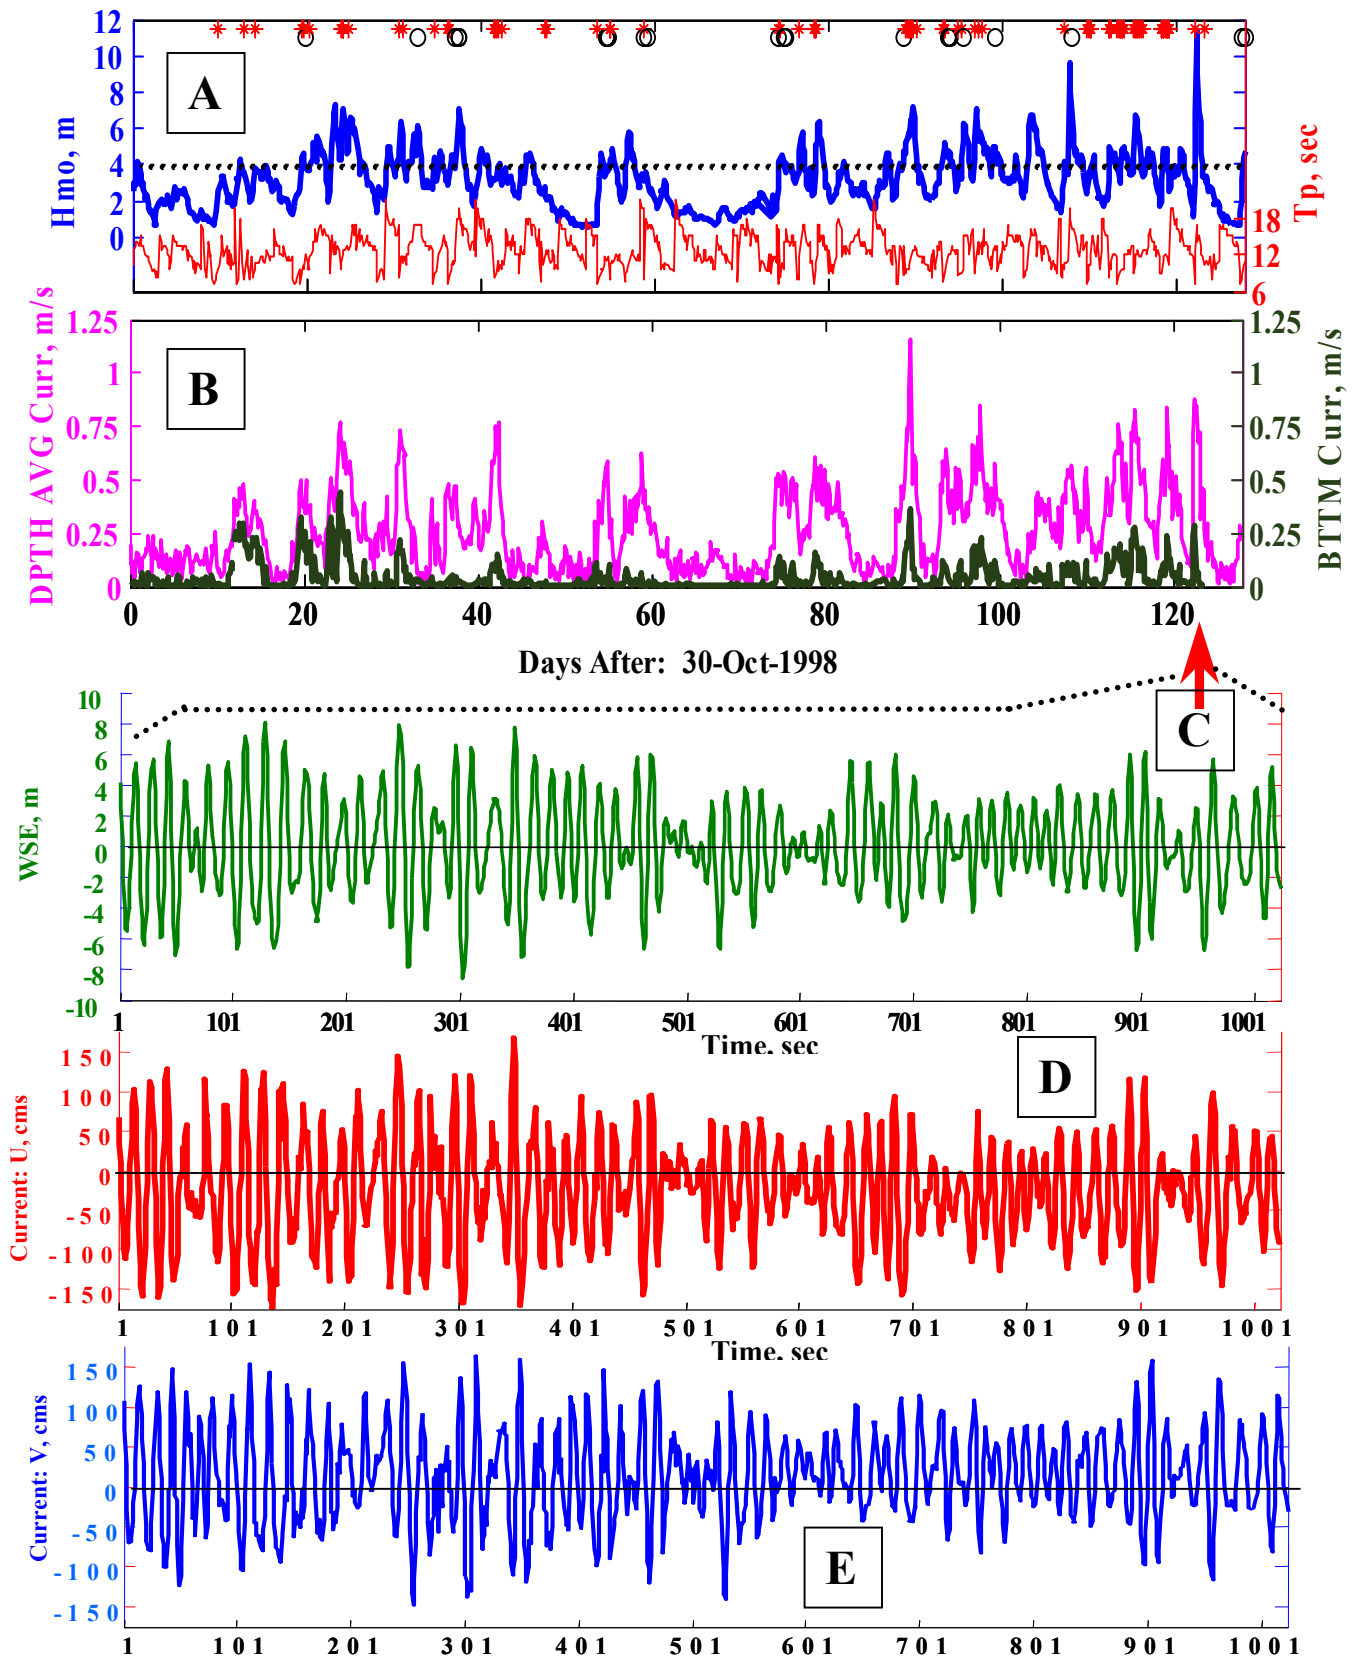 12
10
8
6
4
2
0
Hmo, m
A
18
12
6
Tp, sec
1.25
1
0.75
0.5
0.25
0
DPTH AVG Curr, m/s
B
1.25
1
0.75
0.5
0.25
0
BTTM Curr, m/s
0 20 40 60 80 100 120
Days After: 30-Oct-1998
10
8
6
4
2
0
-2
-4
-6
-8
-10
WSE, m
C
1 101 201 301 401 501 601 701 801 901 1001
Time, sec
150
100
50
0
-50
-100
-150
Current: U, cms
D
1 101 201 301 401 501 601 701 801 901 1001
Time, sec
150
100
50
0
-50
-100
-150
Current: V, cms
E
1 101 201 301 401 501 601 701 801 901 1001